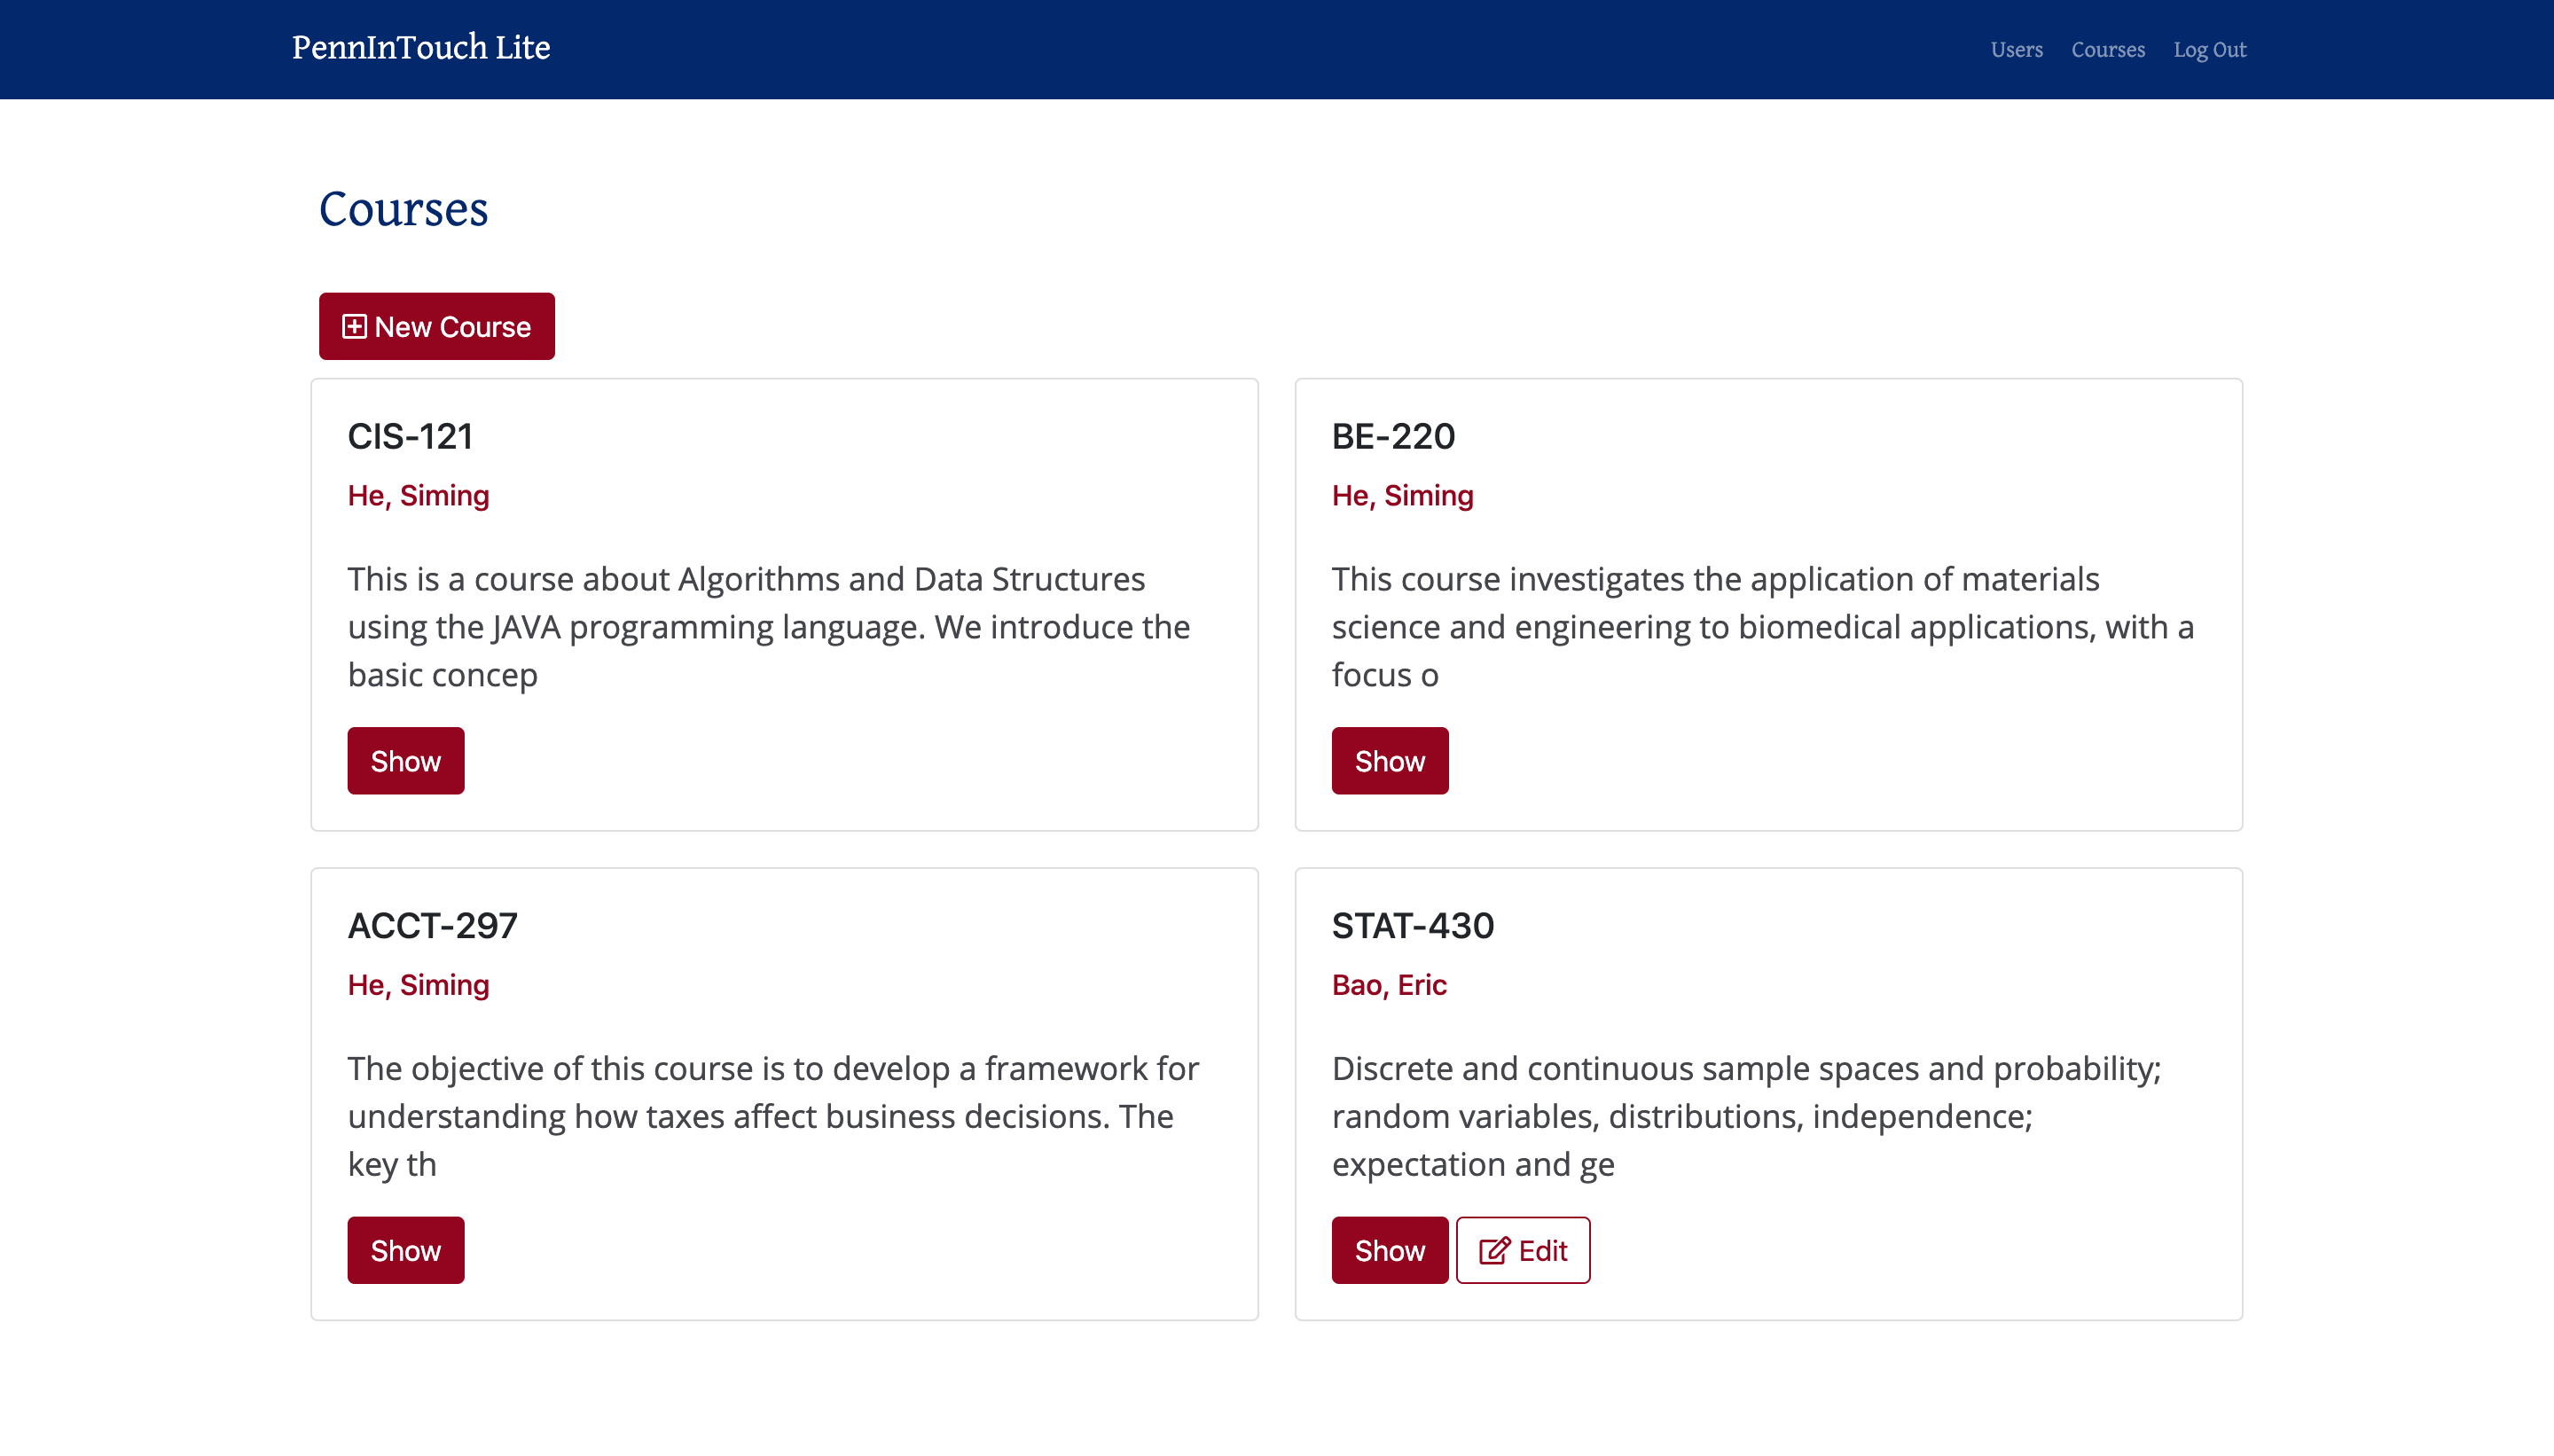 PennInTouch Lite
Users Courses Log Out
Courses
New Course
CIS-121
He, Siming
This is a course about Algorithms and Data Structures
using the JAVA programming language. We introduce the
basic concep
Show
BE-220
He, Siming
This course investigates the application of materials
science and engineering to biomedical applications, with a
focus o
Show
ACCT-297
He, Siming
The objective of this course is to develop a framework for
understanding how taxes affect business decisions. The
key th
Show
STAT-430
Bao, Eric
Discrete and continuous sample spaces and probability;
random variables, distributions, independence;
expectation and ge
Show Edit